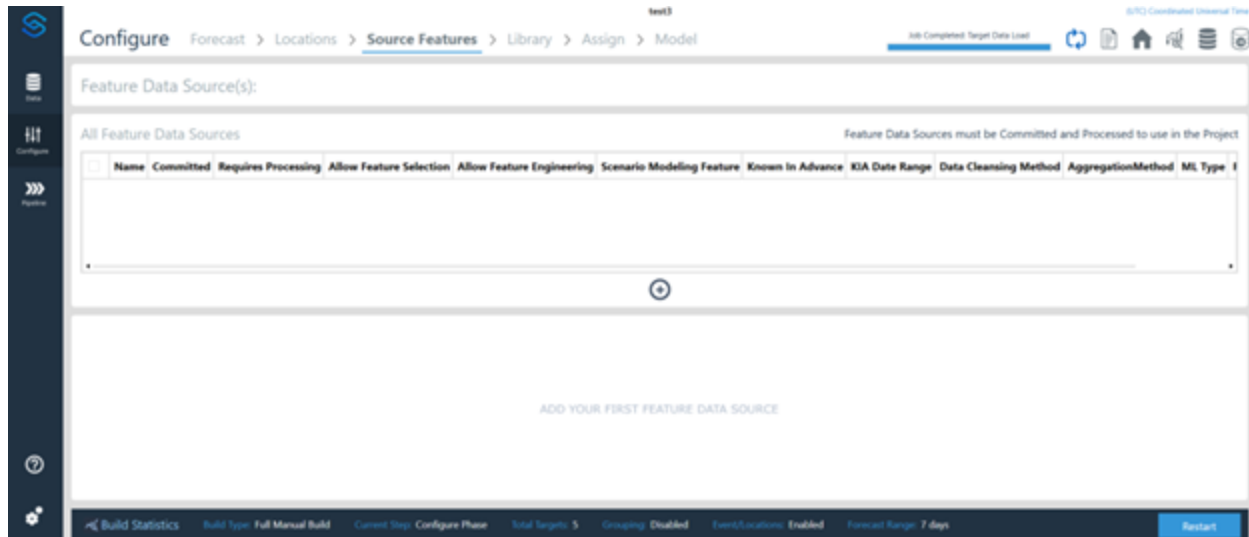 test3
(UTC) Coordinated Universal Time
Configure Forecast > Locations > Source Features > Library > Assign > Model
Job Completed: Target Data Load
Data
Configure
Pipeline
Feature Data Source(s):
All Feature Data Sources
Feature Data Sources must be Committed and Processed to use in the Project
Name Committed Requires Processing Allow Feature Selection Allow Feature Engineering Scenario Modeling Feature Known In Advance KIA Date Range Data Cleansing Method AggregationMethod ML Type
ADD YOUR FIRST FEATURE DATA SOURCE
Build Statistics Build Type: Full Manual Build Current Step: Configure Phase Total Targets: 5 Grouping: Disabled Event/Locations: Enabled Forecast Range: 7 days Restart